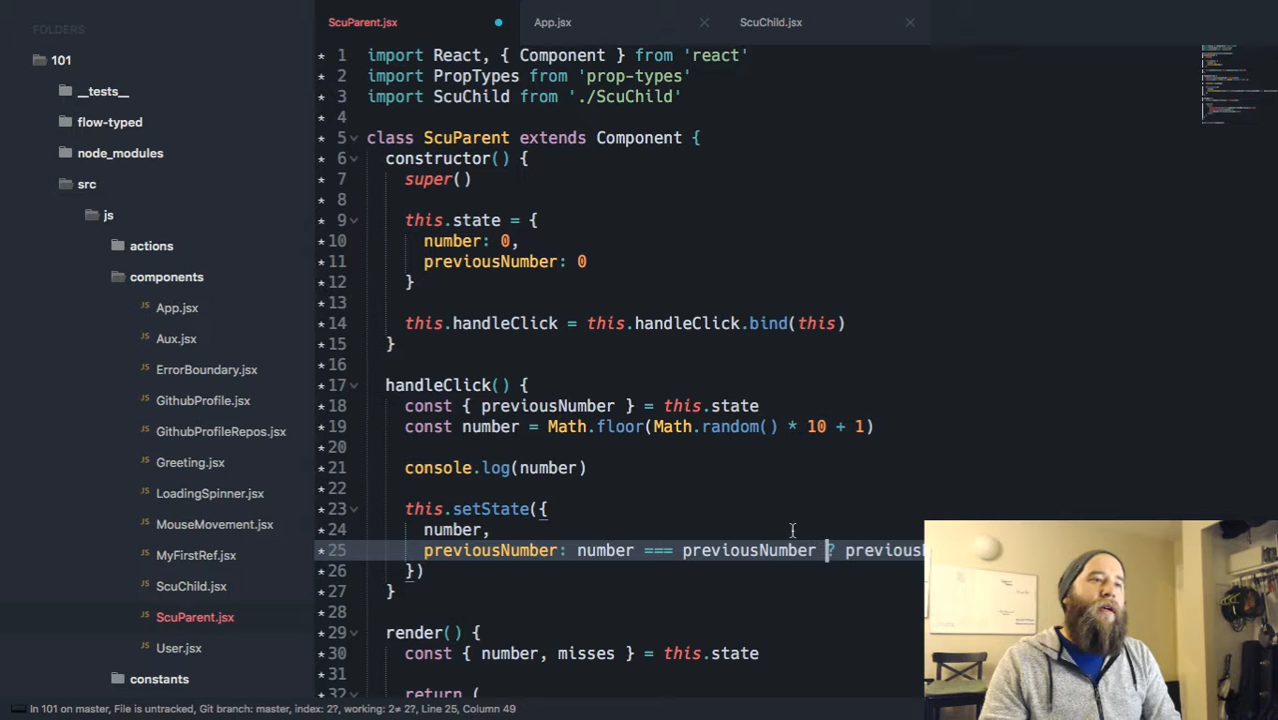 FOLDERS
101
__tests__
flow-typed
node_modules
src
js
actions
components
App.jsx
Aux.jsx
ErrorBoundary.jsx
GithubProfile.jsx
GithubProfileRepos.jsx
Greeting.jsx
LoadingSpinner.jsx
MouseMovement.jsx
MyFirstRef.jsx
ScuChild.jsx
ScuParent.jsx
User.jsx
constants
ScuParent.jsx App.jsx ScuChild.jsx
* 1 import React, { Component } from 'react'
* 2 import PropTypes from 'prop-types'
* 3 import ScuChild from './ScuChild'
* 4
* 5 class ScuParent extends Component {
* 6 constructor() {
* 7 super()
* 8
* 9 this.state = {
* 10 number: 0,
* 11 previousNumber: 0
* 12 }
* 13
* 14 this.handleClick = this.handleClick.bind(this)
* 15 }
* 16
* 17 handleClick() {
* 18 const { previousNumber } = this.state
* 19 const number = Math.floor(Math.random() * 10 + 1)
* 20
* 21 console.log(number)
* 22
* 23 this.setState({
* 24 number,
* 25 previousNumber: number === previousNumber ? previous
* 26 })
* 27 }
* 28
* 29 render() {
* 30 const { number, misses } = this.state
* 31
* 32 return (
In 101 on master, File is untracked, Git branch: master, index: 2?, working: 2≠ 2?, Line 25, Column 49